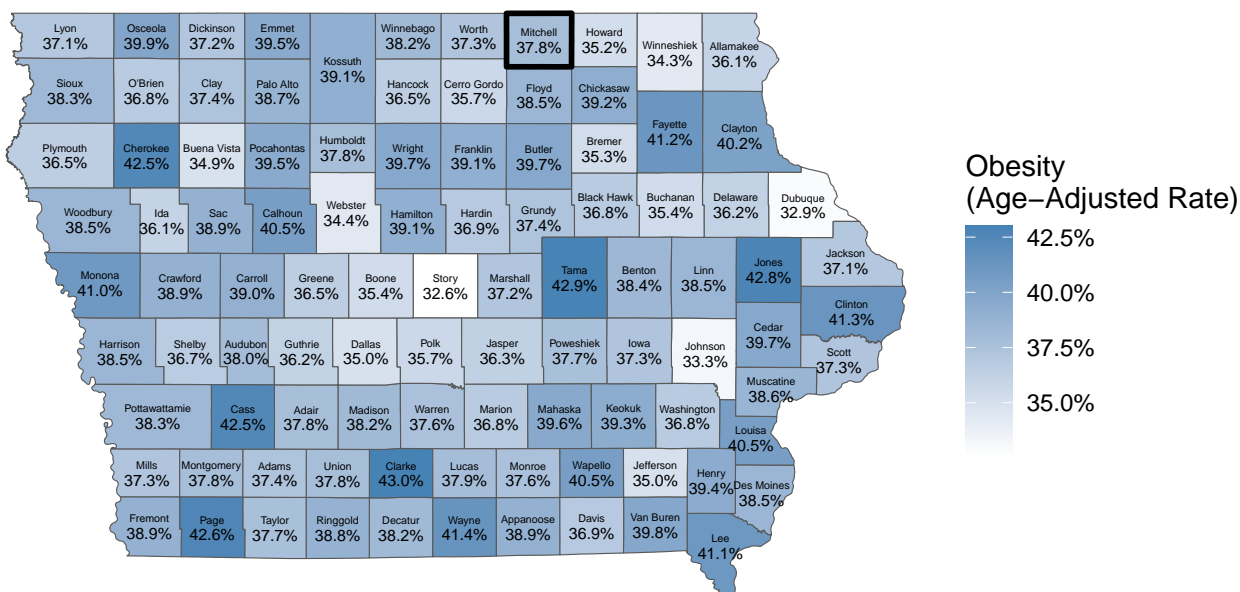 Lyon
37.1%
Osceola
39.9%
Dickinson
37.2%
Emmet
39.5%
Winnebago
38.2%
Worth
37.3%
Mitchell
37.8%
Howard
35.2%
Winneshiek
34.3%
Allamakee
36.1%
Kossuth
39.1%
Sioux
38.3%
O'Brien
36.8%
Clay
37.4%
Palo Alto
38.7%
Hancock
36.5%
Cerro Gordo
35.7%
Floyd
38.5%
Chickasaw
39.2%
Fayette
41.2%
Clayton
40.2%
Plymouth
36.5%
Cherokee
42.5%
Buena Vista
34.9%
Pocahontas
39.5%
Humboldt
37.8%
Wright
39.7%
Franklin
39.1%
Butler
39.7%
Bremer
35.3%
Woodbury
38.5%
Ida
36.1%
Sac
38.9%
Calhoun
40.5%
Webster
34.4%
Hamilton
39.1%
Hardin
36.9%
Grundy
37.4%
Black Hawk
36.8%
Buchanan
35.4%
Delaware
36.2%
Dubuque
32.9%
Monona
41.0%
Crawford
38.9%
Carroll
39.0%
Greene
36.5%
Boone
35.4%
Story
32.6%
Marshall
37.2%
Tama
42.9%
Benton
38.4%
Linn
38.5%
Jones
42.8%
Jackson
37.1%
Clinton
41.3%
Harrison
38.5%
Shelby
36.7%
Audubon
38.0%
Guthrie
36.2%
Dallas
35.0%
Polk
35.7%
Jasper
36.3%
Poweshiek
37.7%
Iowa
37.3%
Johnson
33.3%
Cedar
39.7%
Scott
37.3%
Muscatine
38.6%
Pottawattamie
38.3%
Cass
42.5%
Adair
37.8%
Madison
38.2%
Warren
37.6%
Marion
36.8%
Mahaska
39.6%
Keokuk
39.3%
Washington
36.8%
Louisa
40.5%
Mills
37.3%
Montgomery
37.8%
Adams
37.4%
Union
37.8%
Clarke
43.0%
Lucas
37.9%
Monroe
37.6%
Wapello
40.5%
Jefferson
35.0%
Henry
39.4%
Des Moines
38.5%
Fremont
38.9%
Page
42.6%
Taylor
37.7%
Ringgold
38.8%
Decatur
38.2%
Wayne
41.4%
Appanoose
38.9%
Davis
36.9%
Van Buren
39.8%
Lee
41.1%
Obesity
(Age−Adjusted Rate)
42.5%
40.0%
37.5%
35.0%